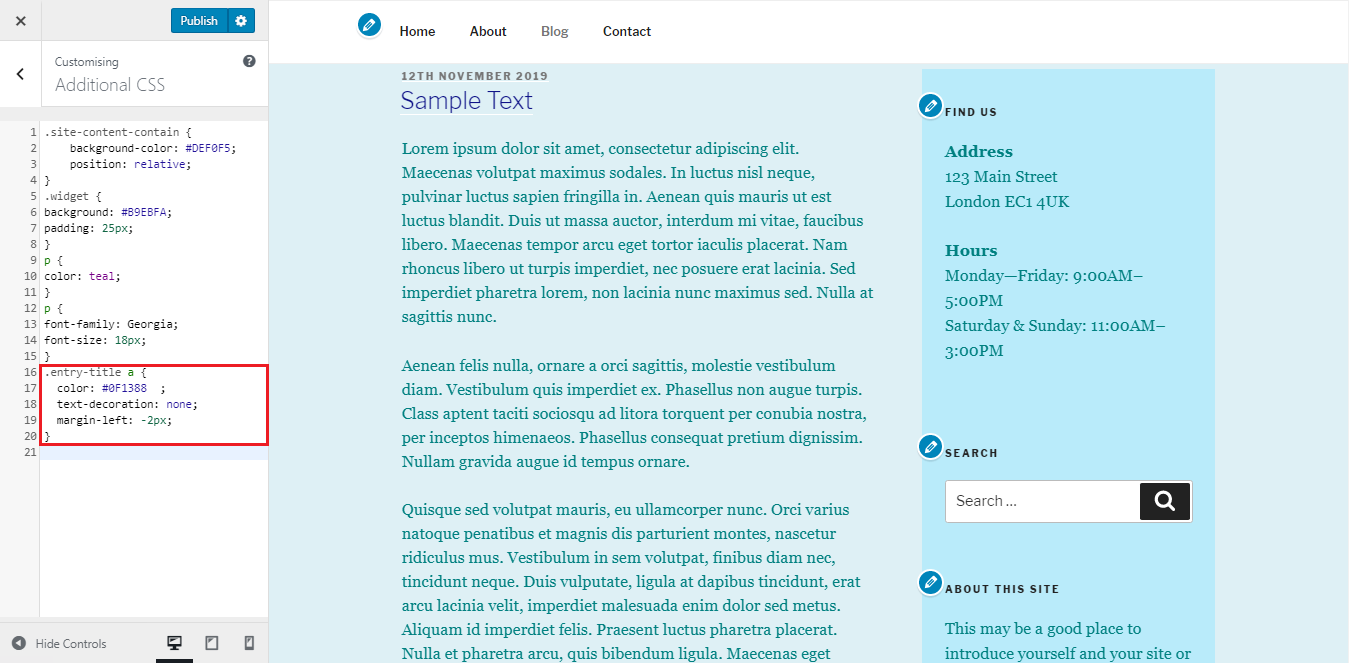 Publish
Customising
Additional CSS
1 .site-content-contain {
2 background-color: #DEF0F5;
3 position: relative;
4 }
5 .widget {
6 background: #B9EBFA;
7 padding: 25px;
8 }
9 p {
10 color: teal;
11 }
12 p {
13 font-family: Georgia;
14 font-size: 18px;
15 }
16 .entry-title a {
17 color: #0F1388  ;
18 text-decoration: none;
19 margin-left: -2px;
20 }
21
Hide Controls
Home About Blog Contact
12TH NOVEMBER 2019
Sample Text
Lorem ipsum dolor sit amet, consectetur adipiscing elit.
Maecenas volutpat maximus sodales. In luctus nisl neque,
pulvinar luctus sapien fringilla in. Aenean quis mauris ut est
luctus blandit. Duis ut massa auctor, interdum mi vitae, faucibus
libero. Maecenas tempor arcu eget tortor iaculis placerat. Nam
rhoncus libero ut turpis imperdiet, nec posuere erat lacinia. Sed
imperdiet pharetra lorem, non lacinia nunc maximus sed. Nulla at
sagittis nunc.
Aenean felis nulla, ornare a orci sagittis, molestie vestibulum
diam. Vestibulum quis imperdiet ex. Phasellus non augue turpis.
Class aptent taciti sociosqu ad litora torquent per conubia nostra,
per inceptos himenaeos. Phasellus consequat pretium dignissim.
Nullam gravida augue id tempus ornare.
Quisque sed volutpat mauris, eu ullamcorper nunc. Orci varius
natoque penatibus et magnis dis parturient montes, nascetur
ridiculus mus. Vestibulum in sem volutpat, finibus diam nec,
tincidunt neque. Duis vulputate, ligula at dapibus tincidunt, erat
arcu lacinia velit, imperdiet malesuada enim dolor sed metus.
Aliquam id imperdiet felis. Praesent luctus pharetra placerat.
Nulla et pharetra arcu, quis bibendum ligula. Maecenas eget
FIND US
Address
123 Main Street
London EC1 4UK
Hours
Monday—Friday: 9:00AM–
5:00PM
Saturday & Sunday: 11:00AM–
3:00PM
SEARCH
Search ...
ABOUT THIS SITE
This may be a good place to
introduce yourself and your site or